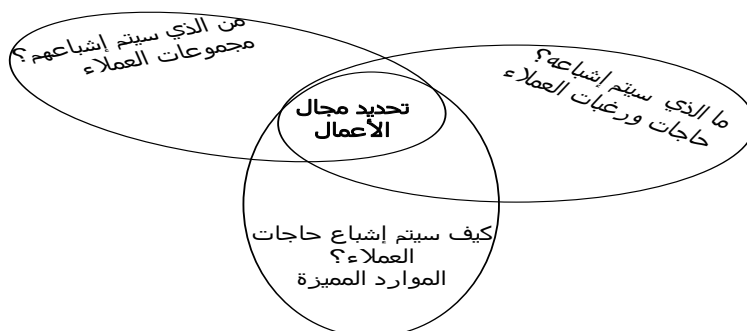 من الذي سيتم إشباعهم؟
مجموعات العملاء
ما الذي سيتم إشباعه؟
حاجات ورغبات العملاء
تحديد مجال
الأعمال
كيف سيتم إشباع حاجات
العملاء؟
الموارد المميزة